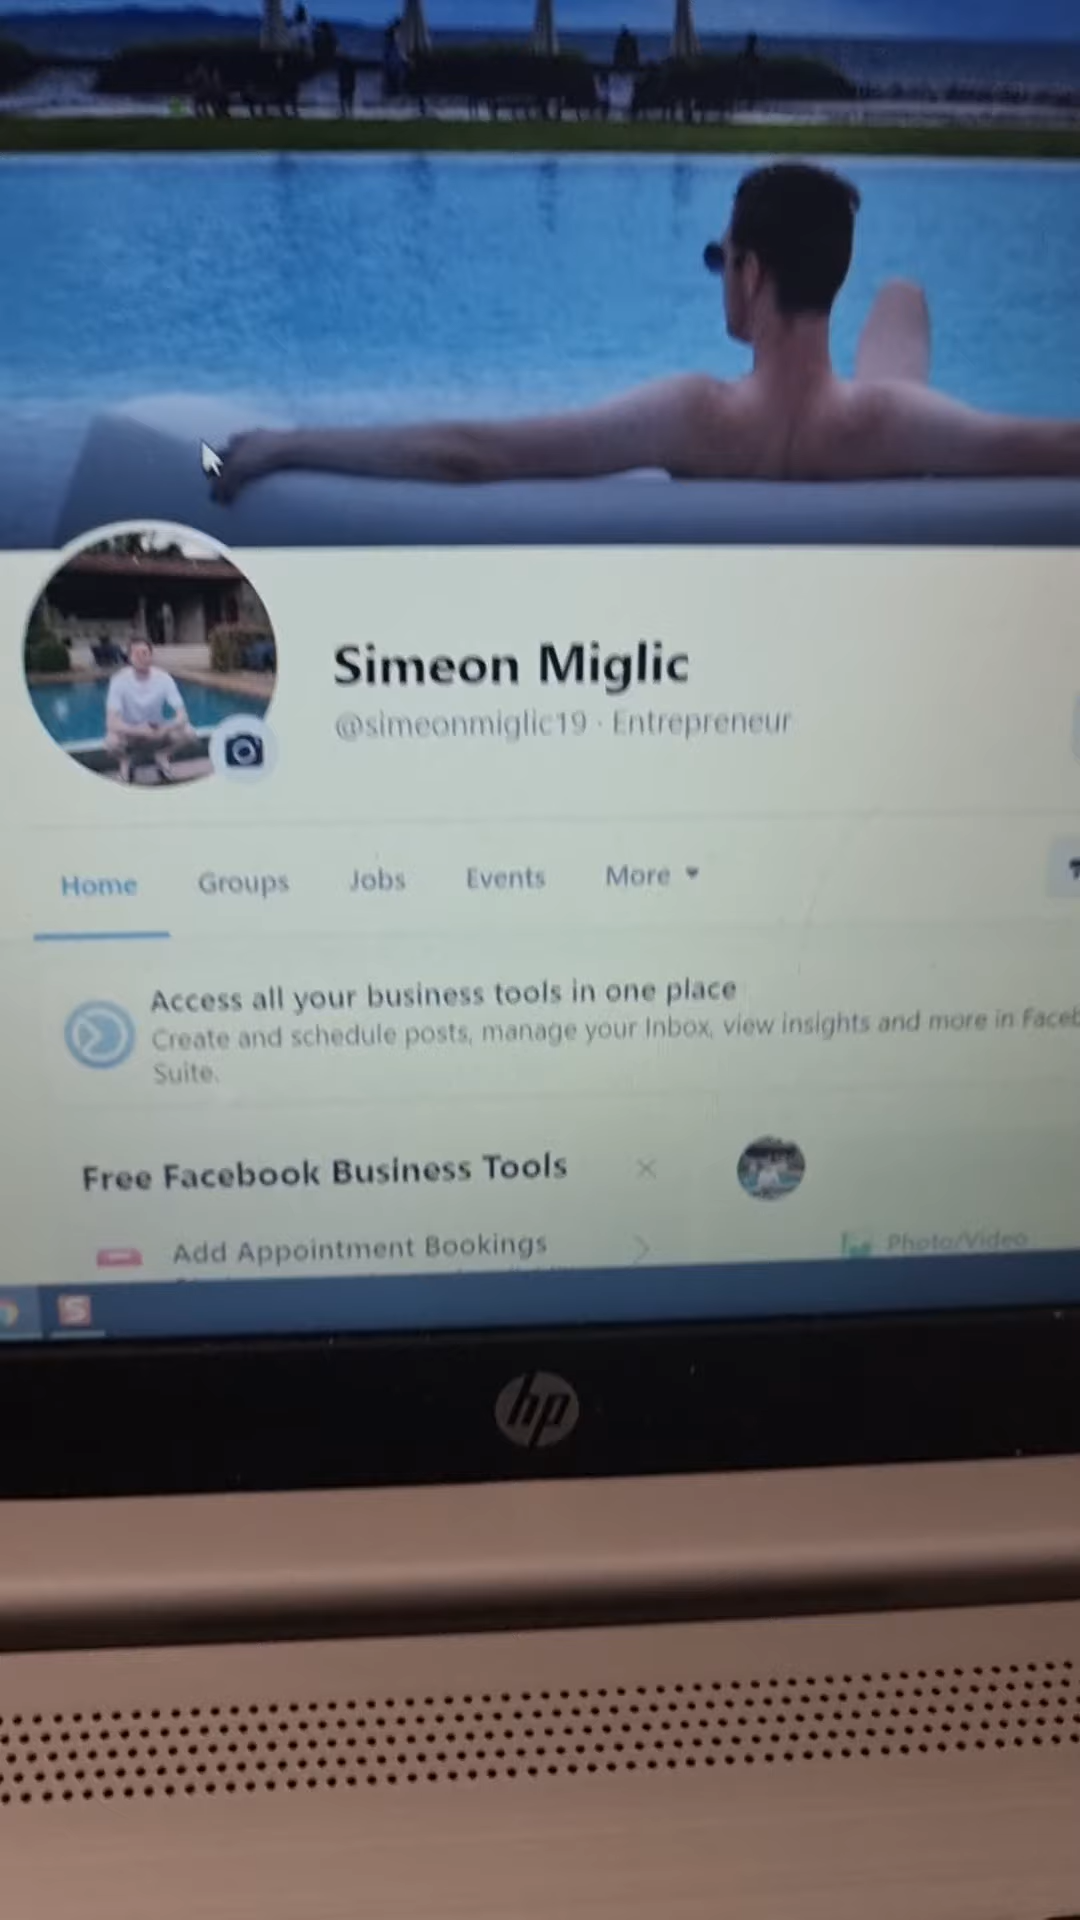 Simeon Miglic
@simeonmiglic19 · Entrepreneur
Home Groups Jobs Events More
Access all your business tools in one place
Create and schedule posts, manage your Inbox, view insights and more in Faceb
Suite.
Free Facebook Business Tools
Add Appointment Bookings
Photo/Video
S
hp